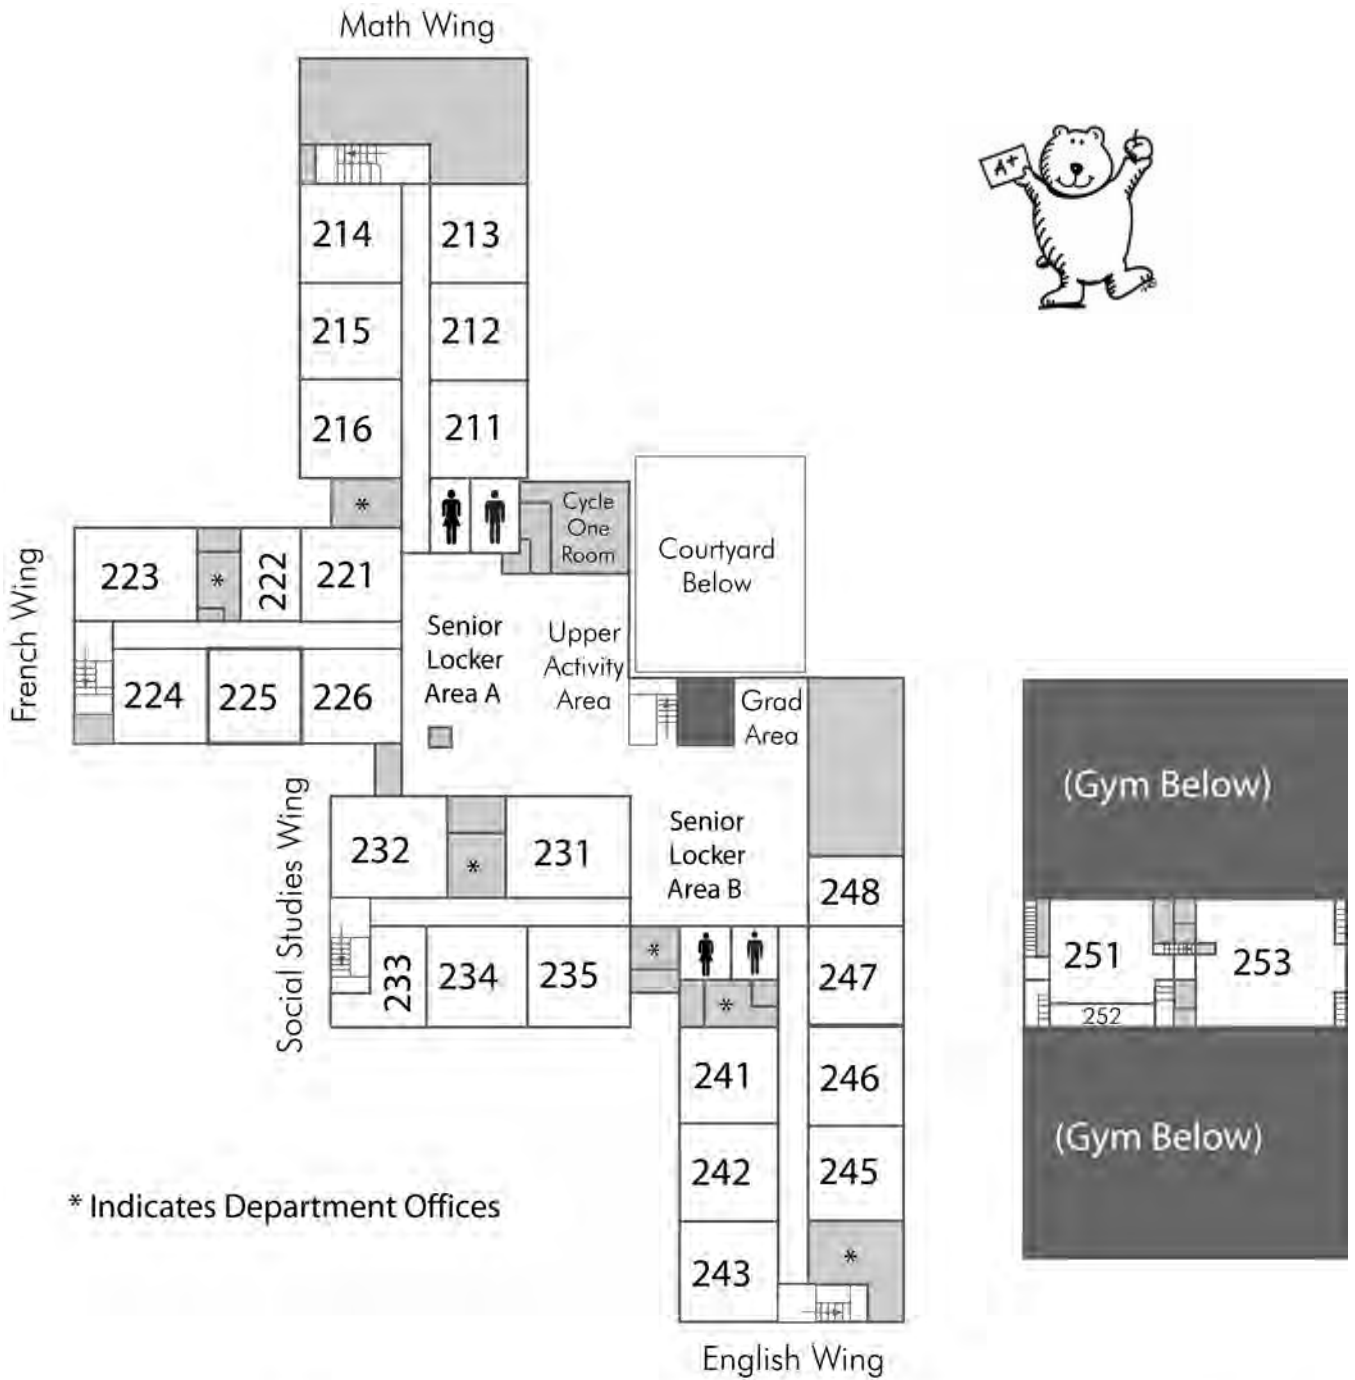 Math Wing
A+
214
213
215
212
216
211
*
Cycle
One
Room
Courtyard
Below
French Wing
223
*
222
221
Senior
Locker
Area A
Upper
Activity
Area
224
225
226
Grad
Area
(Gym Below)
Social Studies Wing
232
*
231
Senior
Locker
Area B
248
233
234
235
*
247
*
251
253
252
241
246
242
245
(Gym Below)
* Indicates Department Offices
243
*
English Wing